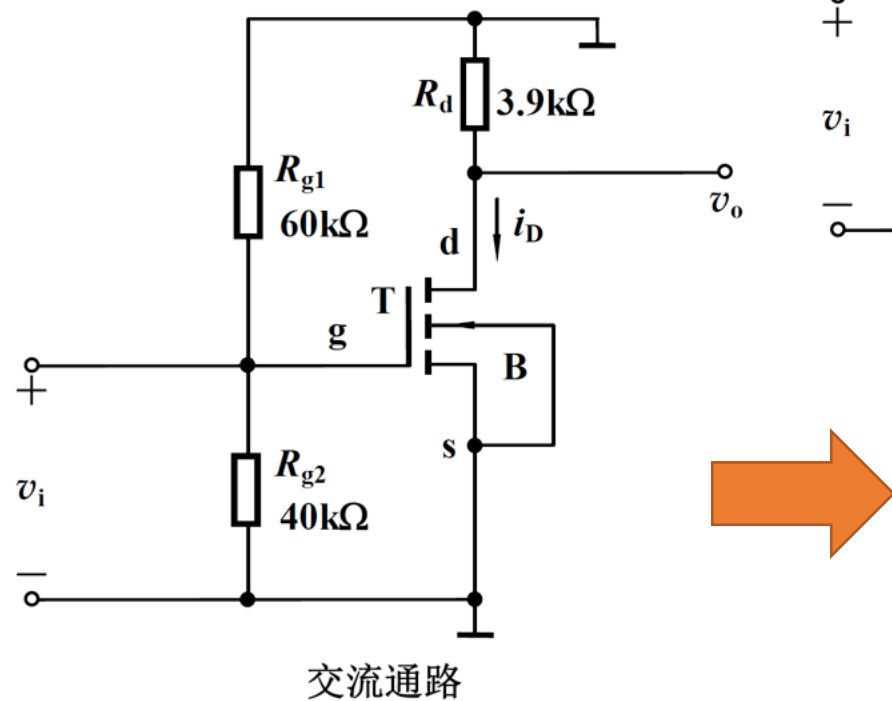 +
R_d 3.9kΩ
v_i
R_g1
60kΩ
−
v_o
i_D
d
T
g
B
+
s
R_g2
v_i
40kΩ
−
交流通路